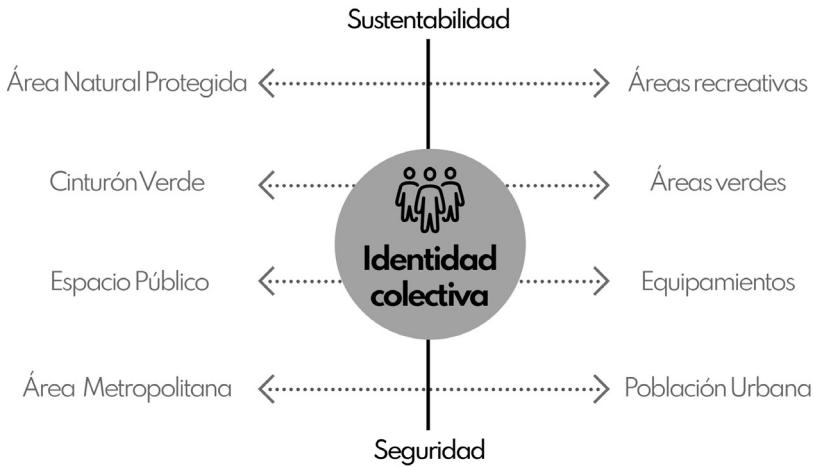 Sustentabilidad
Área Natural Protegida
Áreas recreativas
Cinturón Verde
Áreas verdes
Identidad
colectiva
Espacio Público
Equipamientos
Área Metropolitana
Población Urbana
Seguridad